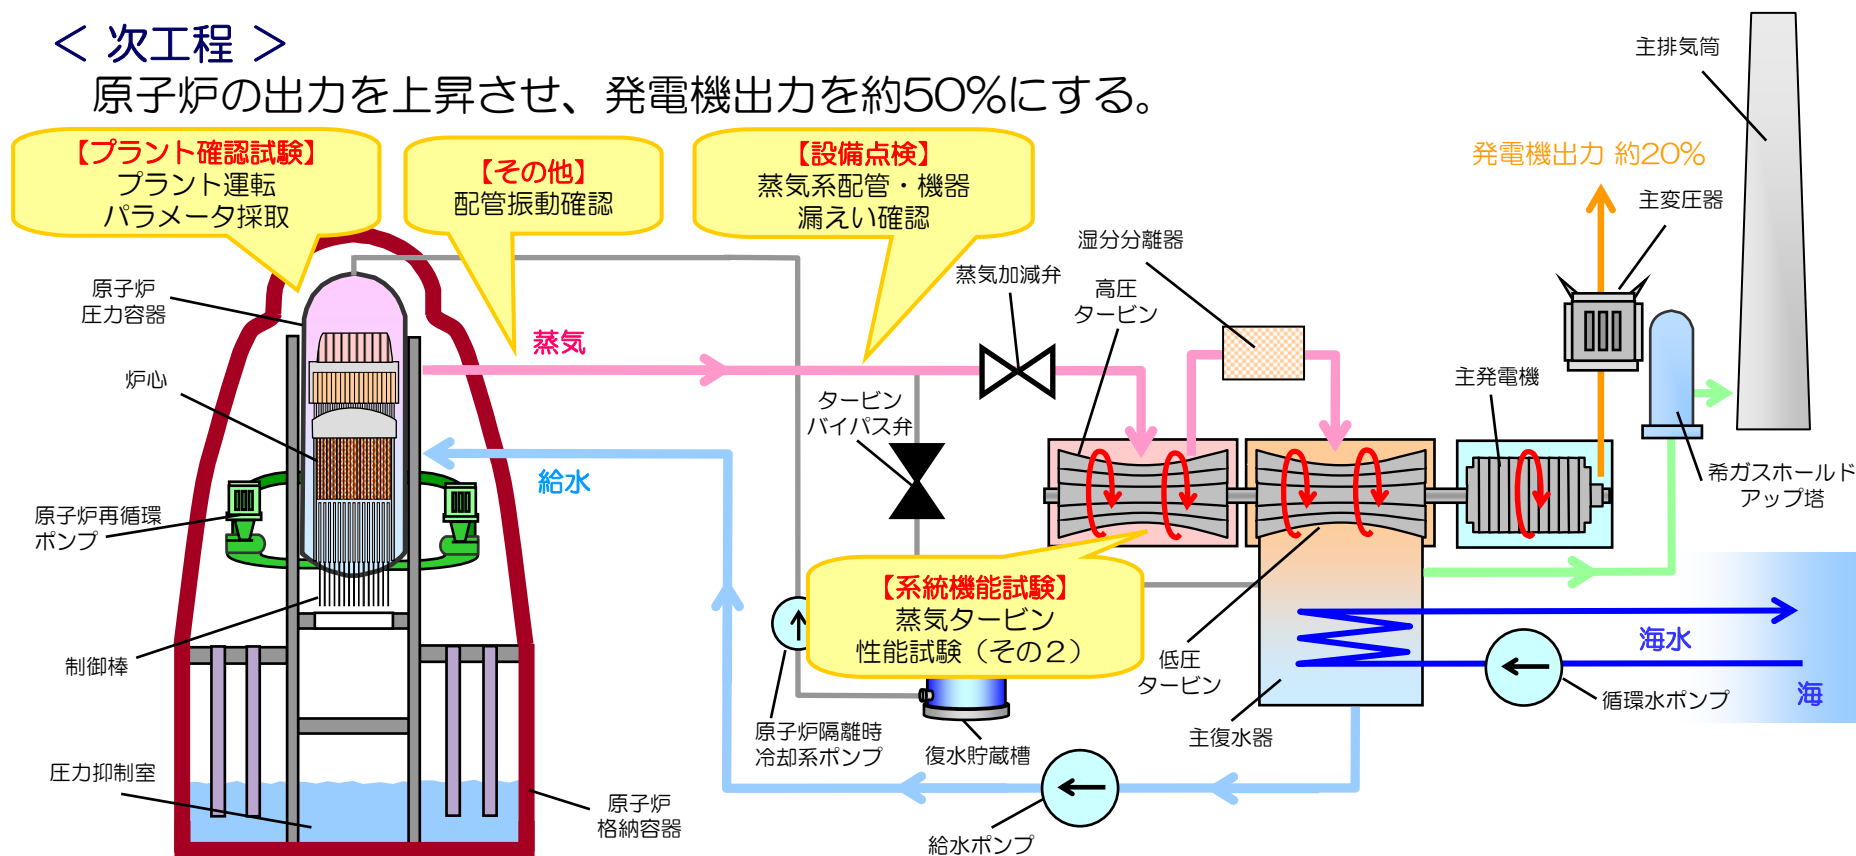 ＜ 次工程 ＞
原子炉の出力を上昇させ、発電機出力を約50%にする。
【プラント確認試験】
プラント運転
パラメータ採取
【その他】
配管振動確認
【設備点検】
蒸気系配管・機器
漏えい確認
主排気筒
発電機出力 約20%
主変圧器
湿分分離器
蒸気加減弁
高圧
タービン
原子炉
圧力容器
蒸気
炉心
タービン
バイパス弁
主発電機
給水
希ガスホールド
アップ塔
原子炉再循環
ポンプ
【系統機能試験】
蒸気タービン
性能試験（その２）
海水
制御棒
低圧
タービン
海
循環水ポンプ
原子炉隔離時
冷却系ポンプ
復水貯蔵槽
主復水器
圧力抑制室
原子炉
格納容器
給水ポンプ